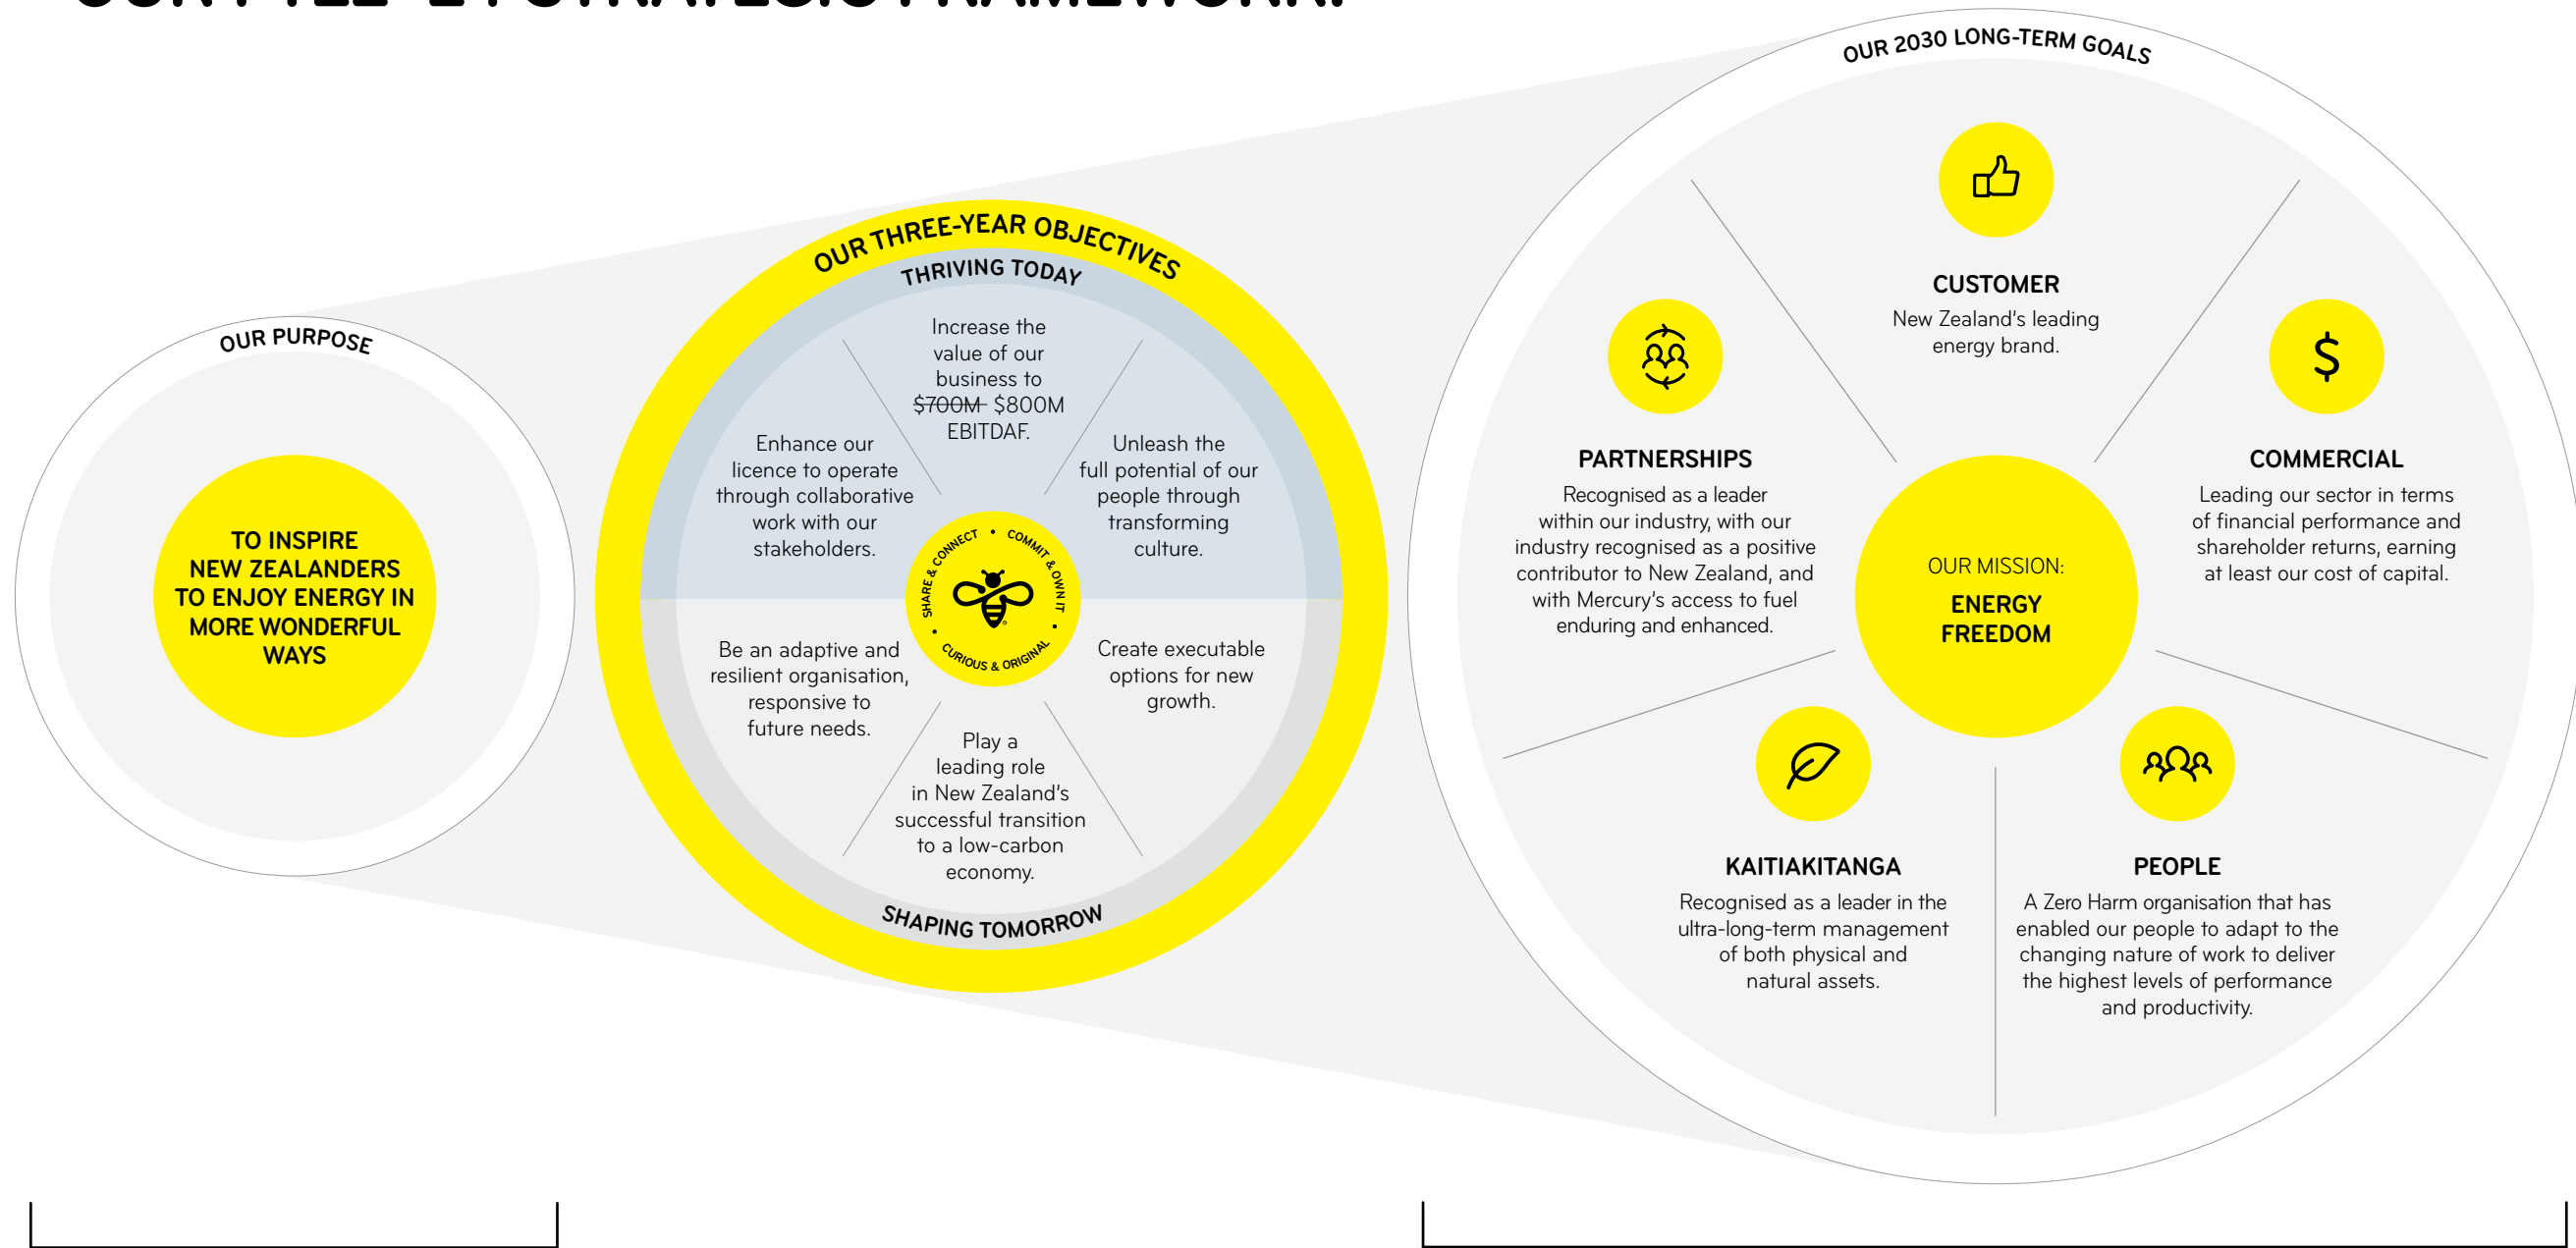 OUR PURPOSE
TO INSPIRE
NEW ZEALANDERS
TO ENJOY ENERGY IN
MORE WONDERFUL
WAYS
OUR THREE-YEAR OBJECTIVES
THRIVING TODAY
Increase the
value of our
business to
$700M $800M
EBITDAF.
Enhance our
licence to operate
through collaborative
work with our
stakeholders.
Unleash the
full potential of our
people through
transforming
culture.
SHARE & CONNECT • COMMIT & OWN IT • CURIOUS & ORIGINAL •
Be an adaptive and
resilient organisation,
responsive to
future needs.
Create executable
options for new
growth.
Play a
leading role
in New Zealand's
successful transition
to a low-carbon
economy.
SHAPING TOMORROW
OUR 2030 LONG-TERM GOALS
CUSTOMER
New Zealand's leading
energy brand.
$
PARTNERSHIPS
Recognised as a leader
within our industry, with our
industry recognised as a positive
contributor to New Zealand, and
with Mercury's access to fuel
enduring and enhanced.
COMMERCIAL
Leading our sector in terms
of financial performance and
shareholder returns, earning
at least our cost of capital.
OUR MISSION:
ENERGY
FREEDOM
KAITIAKITANGA
Recognised as a leader in the
ultra-long-term management
of both physical and
natural assets.
PEOPLE
A Zero Harm organisation that has
enabled our people to adapt to the
changing nature of work to deliver
the highest levels of performance
and productivity.